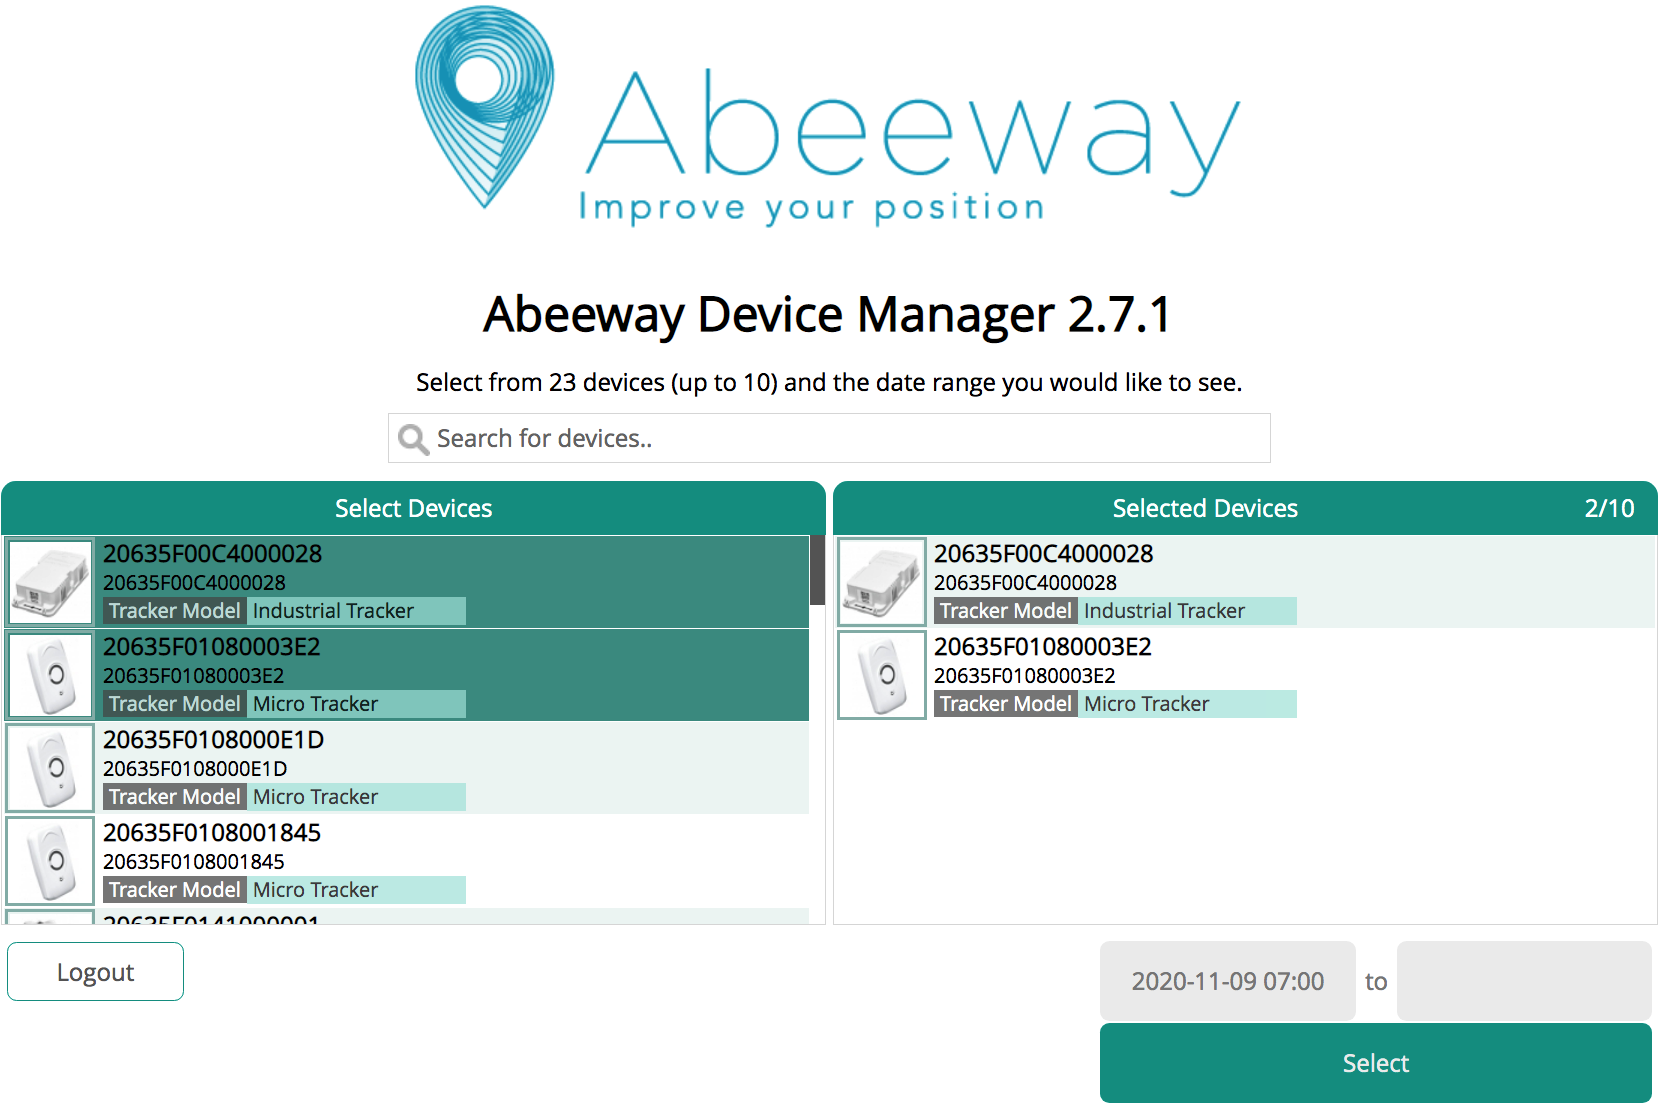 Abeeway
Improve your position
Abeeway Device Manager 2.7.1
Select from 23 devices (up to 10) and the date range you would like to see.
Search for devices..
Select Devices
20635F00C4000028
20635F00C4000028
Tracker Model Industrial Tracker
20635F01080003E2
20635F01080003E2
Tracker Model Micro Tracker
20635F0108000E1D
20635F0108000E1D
Tracker Model Micro Tracker
20635F0108001845
20635F0108001845
Tracker Model Micro Tracker
20635F0141000001
Selected Devices 2/10
20635F00C4000028
20635F00C4000028
Tracker Model Industrial Tracker
20635F01080003E2
20635F01080003E2
Tracker Model Micro Tracker
Logout
2020-11-09 07:00 to
Select